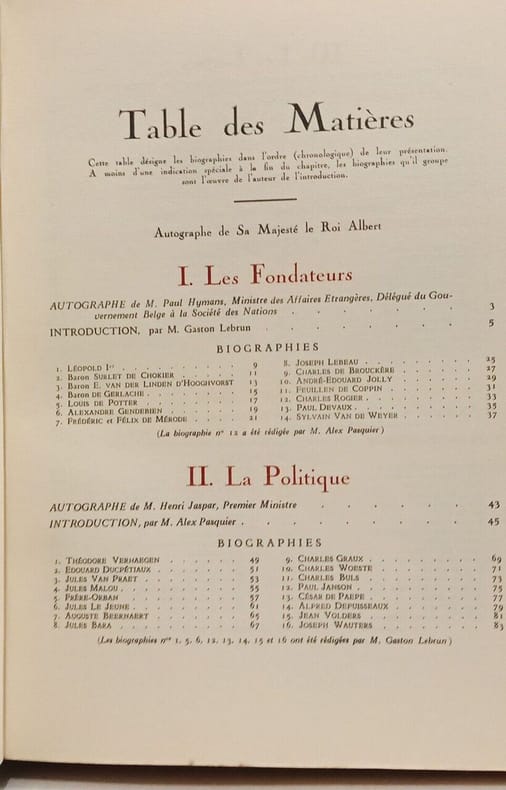 Table des Matières
Cette table désigne les biographies dans l'ordre (chronologique) de leur présentation.
A moins d'une indication spéciale à la fin du chapitre, les biographies qu'il groupe
sont l'œuvre de l'auteur de l'introduction.
Autographe de Sa Majesté le Roi Albert
I. Les Fondateurs
AUTOGRAPHE de M. Paul Hymans, Ministre des Affaires Etrangères, Délégué du Gou-
vernement Belge à la Société des Nations . . . . . . . 3
INTRODUCTION, par M. Gaston Lebrun . . . . . . . 5
BIOGRAPHIES
1. Léopold Ier . . . . . . . 9
2. Baron Surlet de Chokier . . . . . 11
3. Baron E. van der Linden d'Hooghvorst 13
4. Baron de Gerlache . . . . . . 15
5. Louis de Potter . . . . . . 17
6. Alexandre Gendebien . . . . . 19
7. Frédéric et Félix de Mérode . . . . 21
8. Joseph Lebeau . . . . . . . 25
9. Charles de Brouckère . . . . . . 27
10. André-Edouard Jolly . . . . . . 29
11. Feuillen de Coppin . . . . . . 31
12. Charles Rogier . . . . . . . 33
13. Paul Devaux . . . . . . . 35
14. Sylvain Van de Weyer . . . . . . 37
(La biographie n° 12 a été rédigée par M. Alex Pasquier)
II. La Politique
AUTOGRAPHE de M. Henri Jaspar, Premier Ministre . . . . . . 43
INTRODUCTION, par M. Alex Pasquier . . . . . . . 45
BIOGRAPHIES
1. Théodore Verhaegen . . . . . . 49
2. Edouard Ducpétiaux . . . . . . 51
3. Jules Van Praet . . . . . . 53
4. Jules Malou . . . . . . . 55
5. Frère-Orban . . . . . . . 57
6. Jules Le Jeune . . . . . . 61
7. Auguste Beernaert . . . . . . 65
8. Jules Bara . . . . . . . 67
9. Charles Graux . . . . . . . 69
10. Charles Woeste . . . . . . . 71
11. Charles Buls . . . . . . . 73
12. Paul Janson . . . . . . . 75
13. César de Paepe . . . . . . . 77
14. Alfred Defuisseaux . . . . . . 79
15. Jean Volders . . . . . . . 81
16. Joseph Wauters . . . . . . . 83
(Les biographies nos 1, 5, 6, 12, 13, 14, 15 et 16 ont été rédigées par M. Gaston Lebrun)